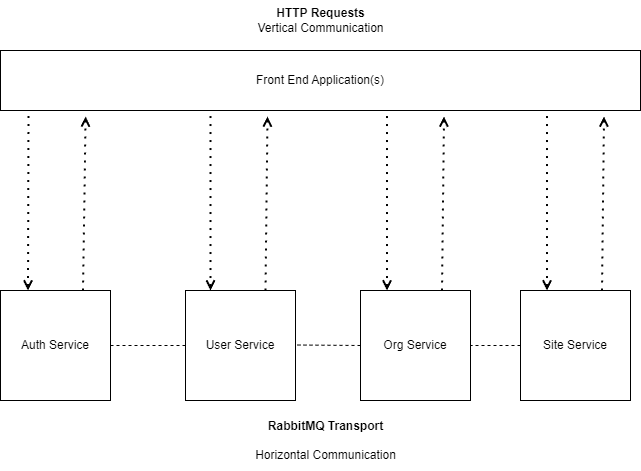 HTTP Requests
Vertical Communication
Front End Application(s)
Auth Service
User Service
Org Service
Site Service
RabbitMQ Transport
Horizontal Communication